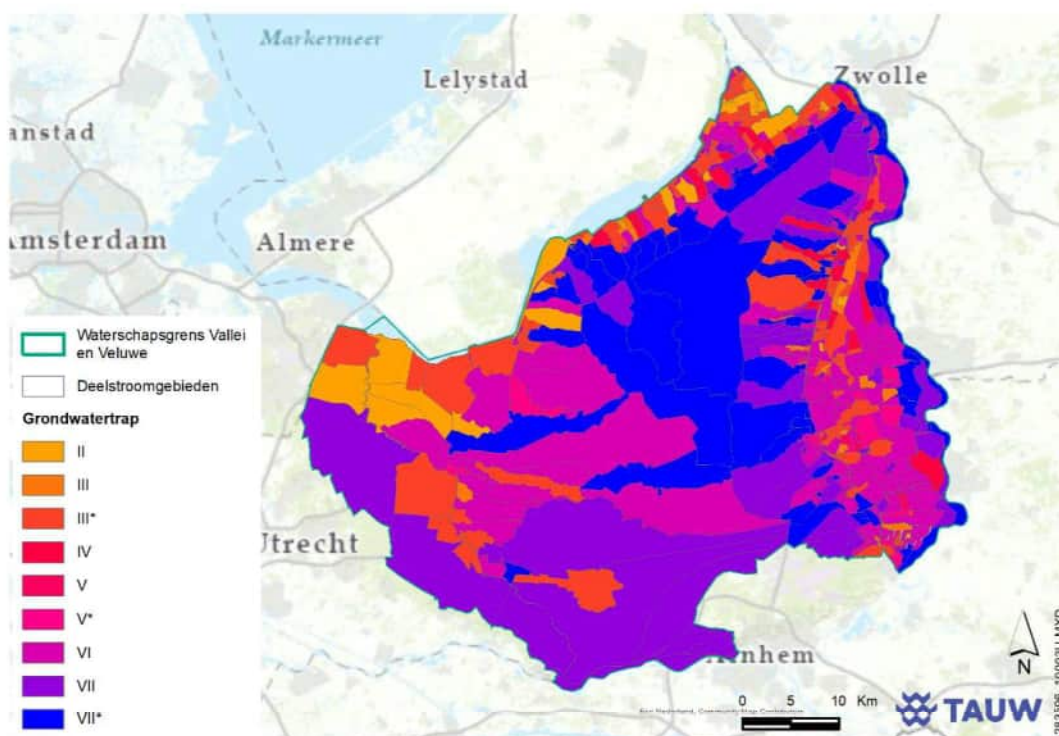 Markermeer
Lelystad
Zwolle
anstad
Amsterdam
Almere
Waterschapsgrens Vallei
en Veluwe
Deelstroomgebieden
Grondwatertrap
II
III
III*
IV
V
V*
VI
VII
VII*
Utrecht
Arnhem
N
0 5 10 Km
TAUW